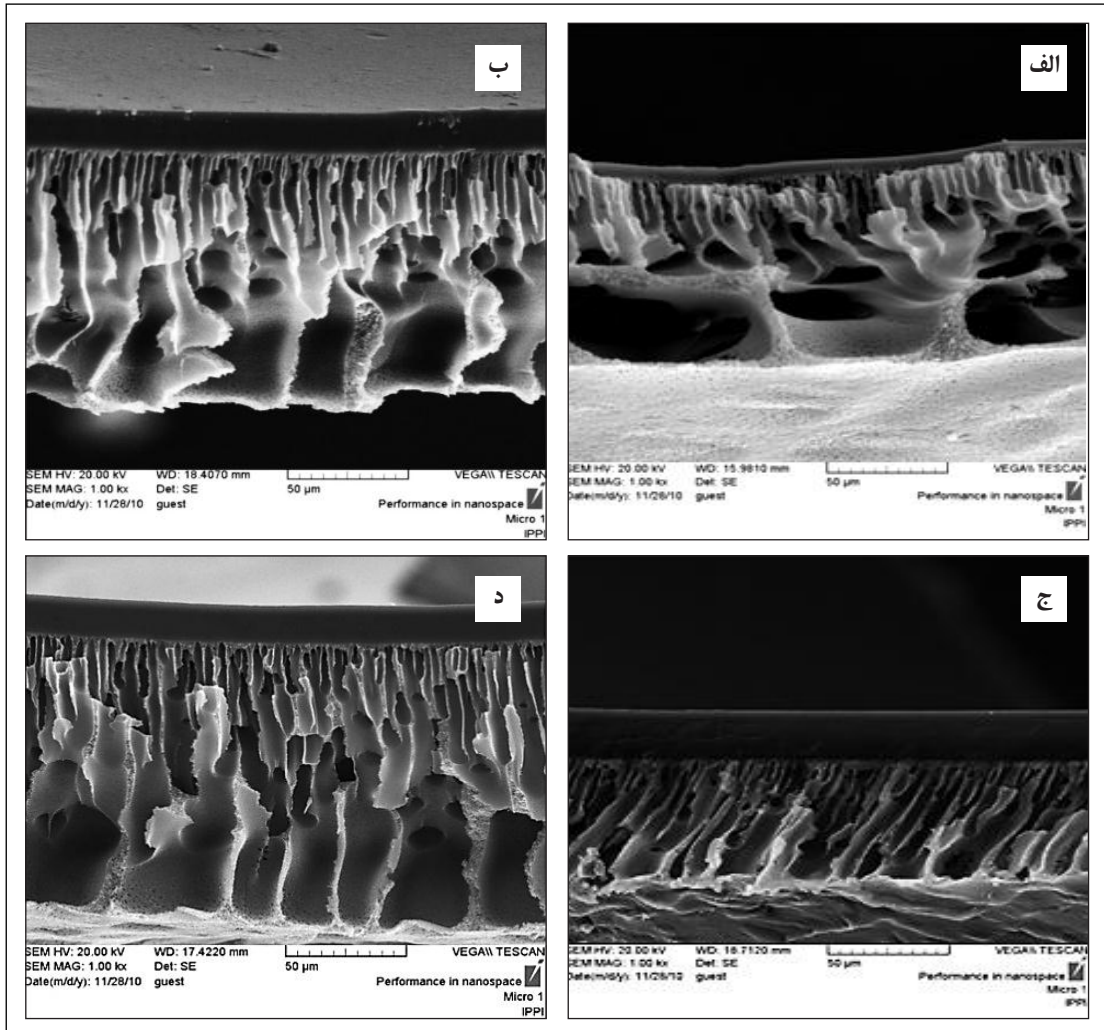 الف
SEM HV: 20.00 kV WD: 15.9810 mm VEGA\\ TESCAN
SEM MAG: 1.00 kx Det: SE 50 µm
Date(m/d/y): 11/28/10 guest Performance in nanospace
Micro 1
IPPI
ب
SEM HV: 20.00 kV WD: 18.4070 mm VEGA\\ TESCAN
SEM MAG: 1.00 kx Det: SE 50 µm
Date(m/d/y): 11/28/10 guest Performance in nanospace
Micro 1
IPPI
ج
SEM HV: 20.00 kV WD: 16.7120 mm VEGA\\ TESCAN
SEM MAG: 1.00 kx Det: SE 50 µm
Date(m/d/y): 11/28/10 guest Performance in nanospace
Micro 1
IPPI
د
SEM HV: 20.00 kV WD: 17.4220 mm VEGA\\ TESCAN
SEM MAG: 1.00 kx Det: SE 50 µm
Date(m/d/y): 11/28/10 guest Performance in nanospace
Micro 1
IPPI